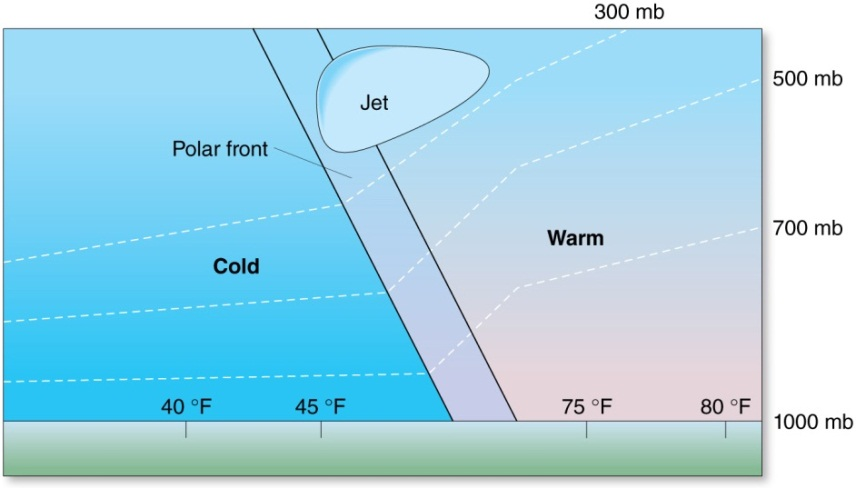 300 mb
500 mb
Jet
Polar front
700 mb
Warm
Cold
40 °F
45 °F
75 °F
80 °F
1000 mb